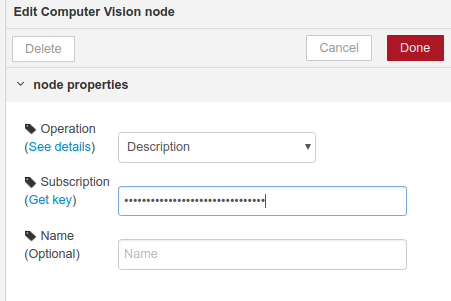 Edit Computer Vision node
Delete
Cancel
Done
node properties
Operation
(See details)
Description
Subscription
(Get key)
••••••••••••••••••••••••••••••••
Name
(Optional)
Name